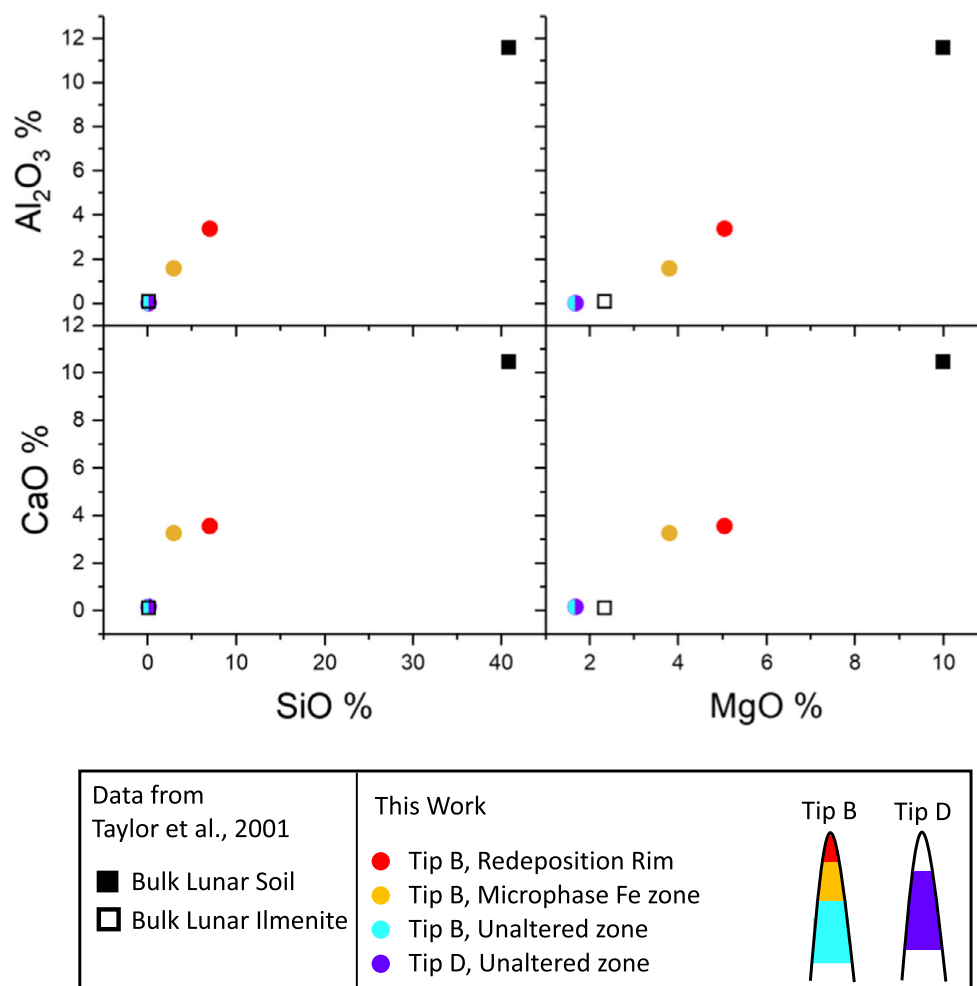 Al₂O₃ %
12
10
8
6
4
2
0
CaO %
12
10
8
6
4
2
0
0 10 20 30 40
2 4 6 8 10
SiO %
MgO %
Data from
Taylor et al., 2001
Bulk Lunar Soil
Bulk Lunar Ilmenite
This Work
Tip B, Redeposition Rim
Tip B, Microphase Fe zone
Tip B, Unaltered zone
Tip D, Unaltered zone
Tip B
Tip D